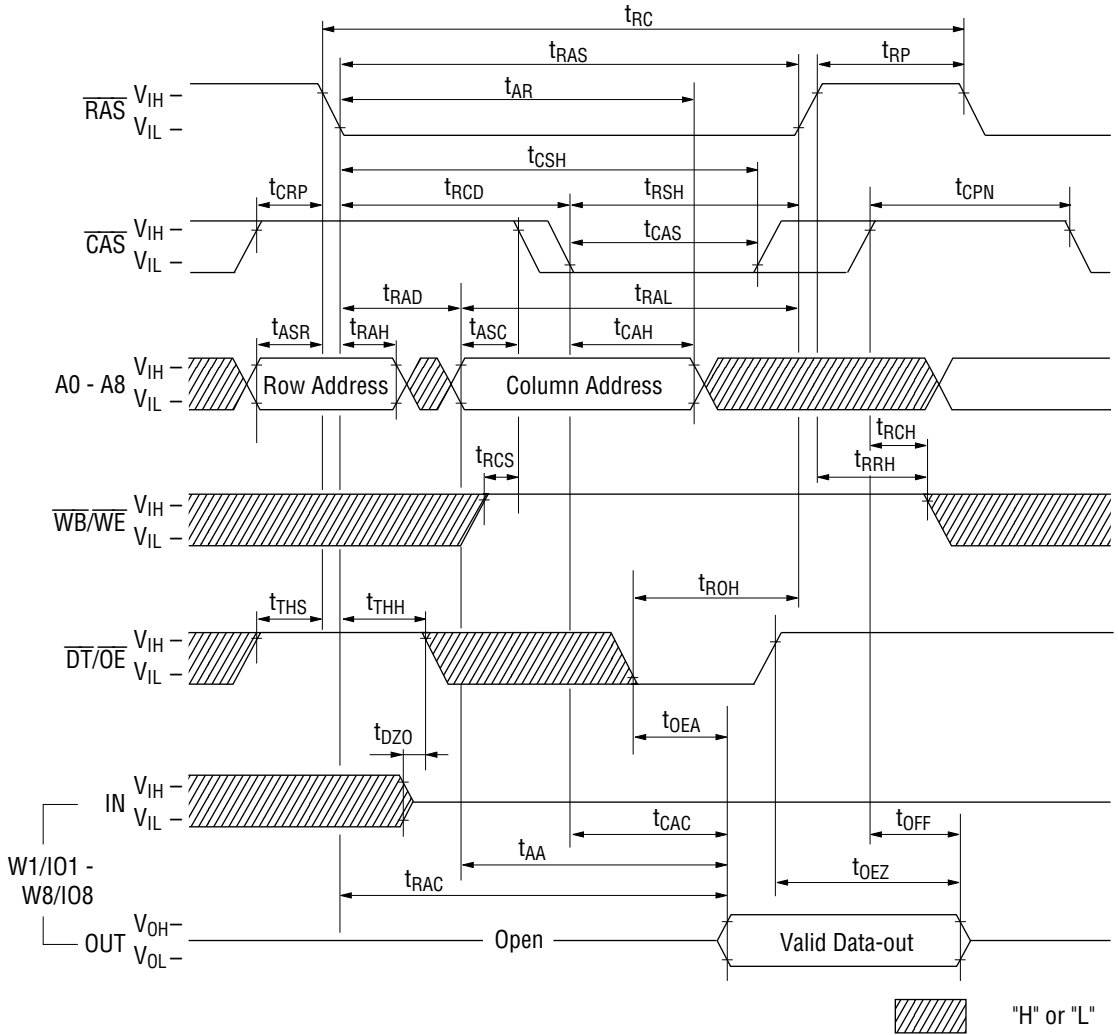 tRC
tRAS
tRP
tAR
RAS
VIH
VIL
tCSH
tCRP
tRCD
tRSH
tCPN
CAS
VIH
VIL
tCAS
tRAD
tRAL
tASR
tRAH
tASC
tCAH
A0 - A8
VIH
VIL
Row Address
Column Address
tRCH
tRCS
tRRH
WB/WE
VIH
VIL
tROH
tTHS
tTHH
DT/OE
VIH
VIL
tOEA
tDZO
IN
VIH
VIL
tCAC
tOFF
tAA
tOEZ
W1/IO1 -
W8/IO8
tRAC
OUT
VOH
VOL
Open
Valid Data-out
"H" or "L"